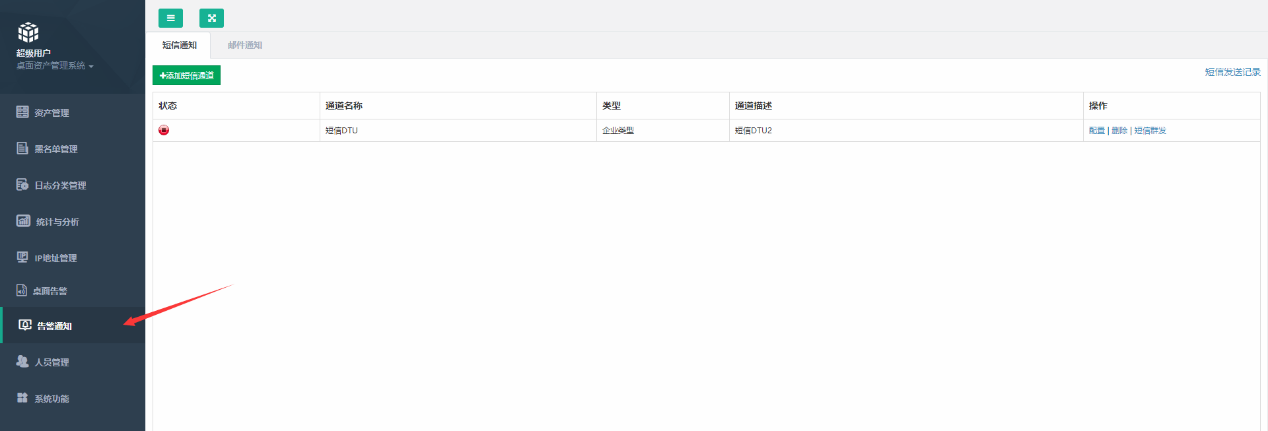 超级用户
桌面资产管理系统
资产管理
黑名单管理
日志分类管理
统计与分析
IP地址管理
桌面告警
告警通知
人员管理
系统功能
短信通知 邮件通知
+添加短信通道 短信发送记录
状态 通道名称 类型 通道描述 操作
短信DTU 企业类型 短信DTU2 配置 | 删除 | 短信群发